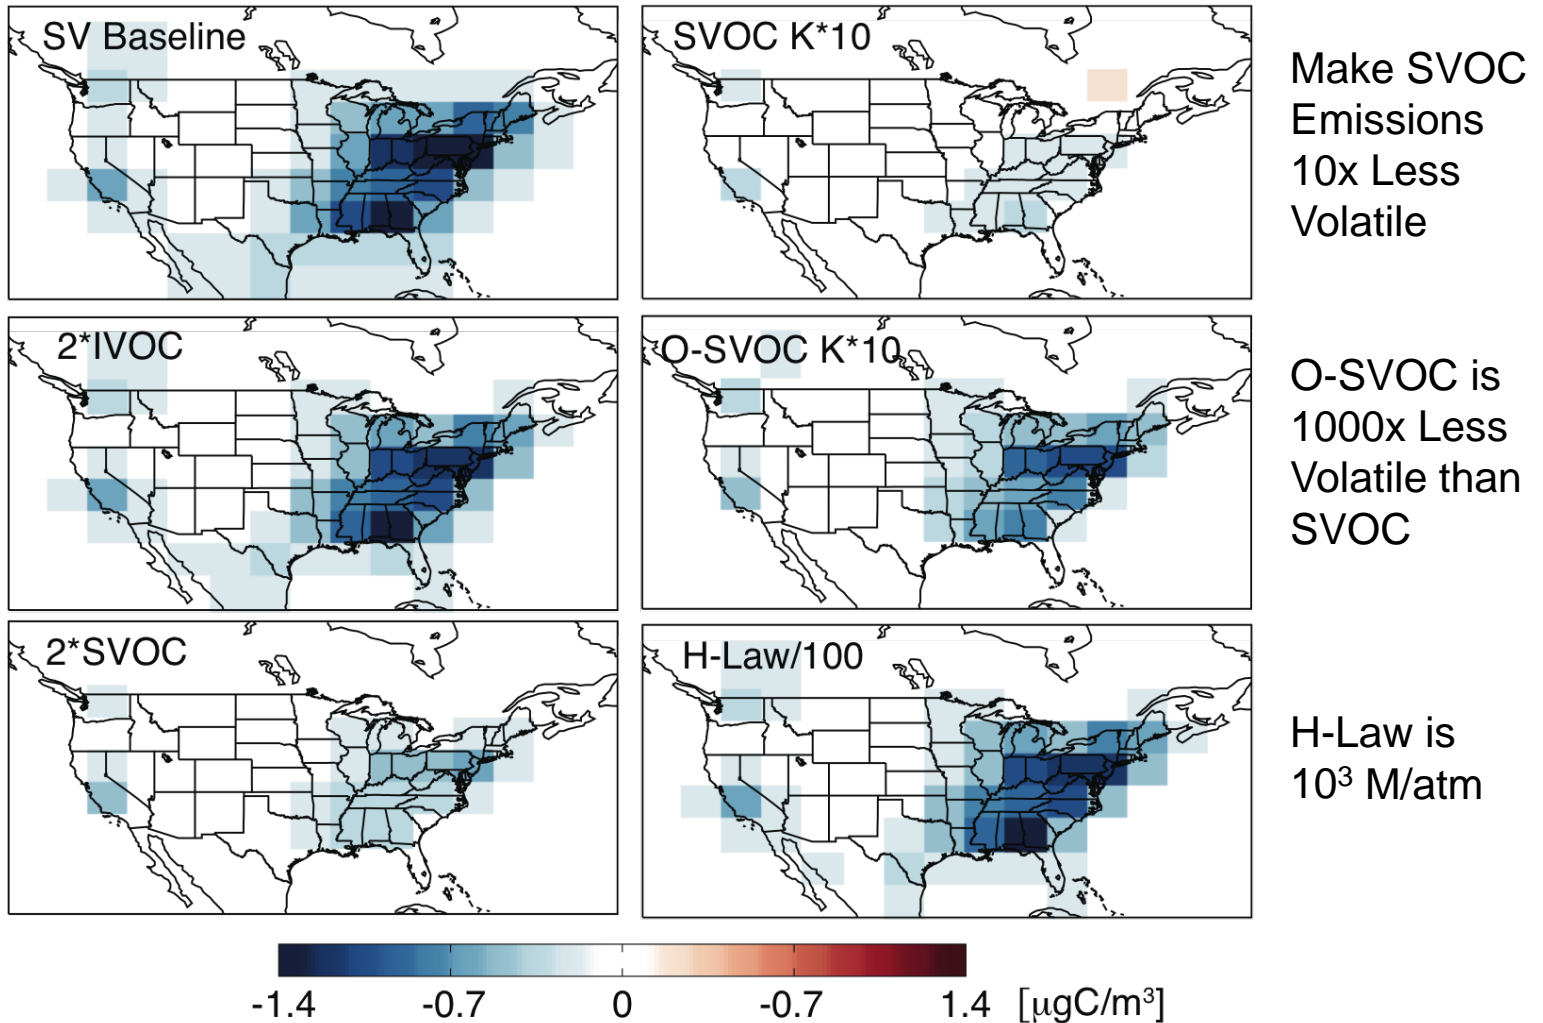 SV Baseline
SVOC K*10
Make SVOC
Emissions
10x Less
Volatile
2*IVOC
O-SVOC K*10
O-SVOC is
1000x Less
Volatile than
SVOC
2*SVOC
H-Law/100
H-Law is
10³ M/atm
-1.4 -0.7 0 -0.7 1.4 [μgC/m³]